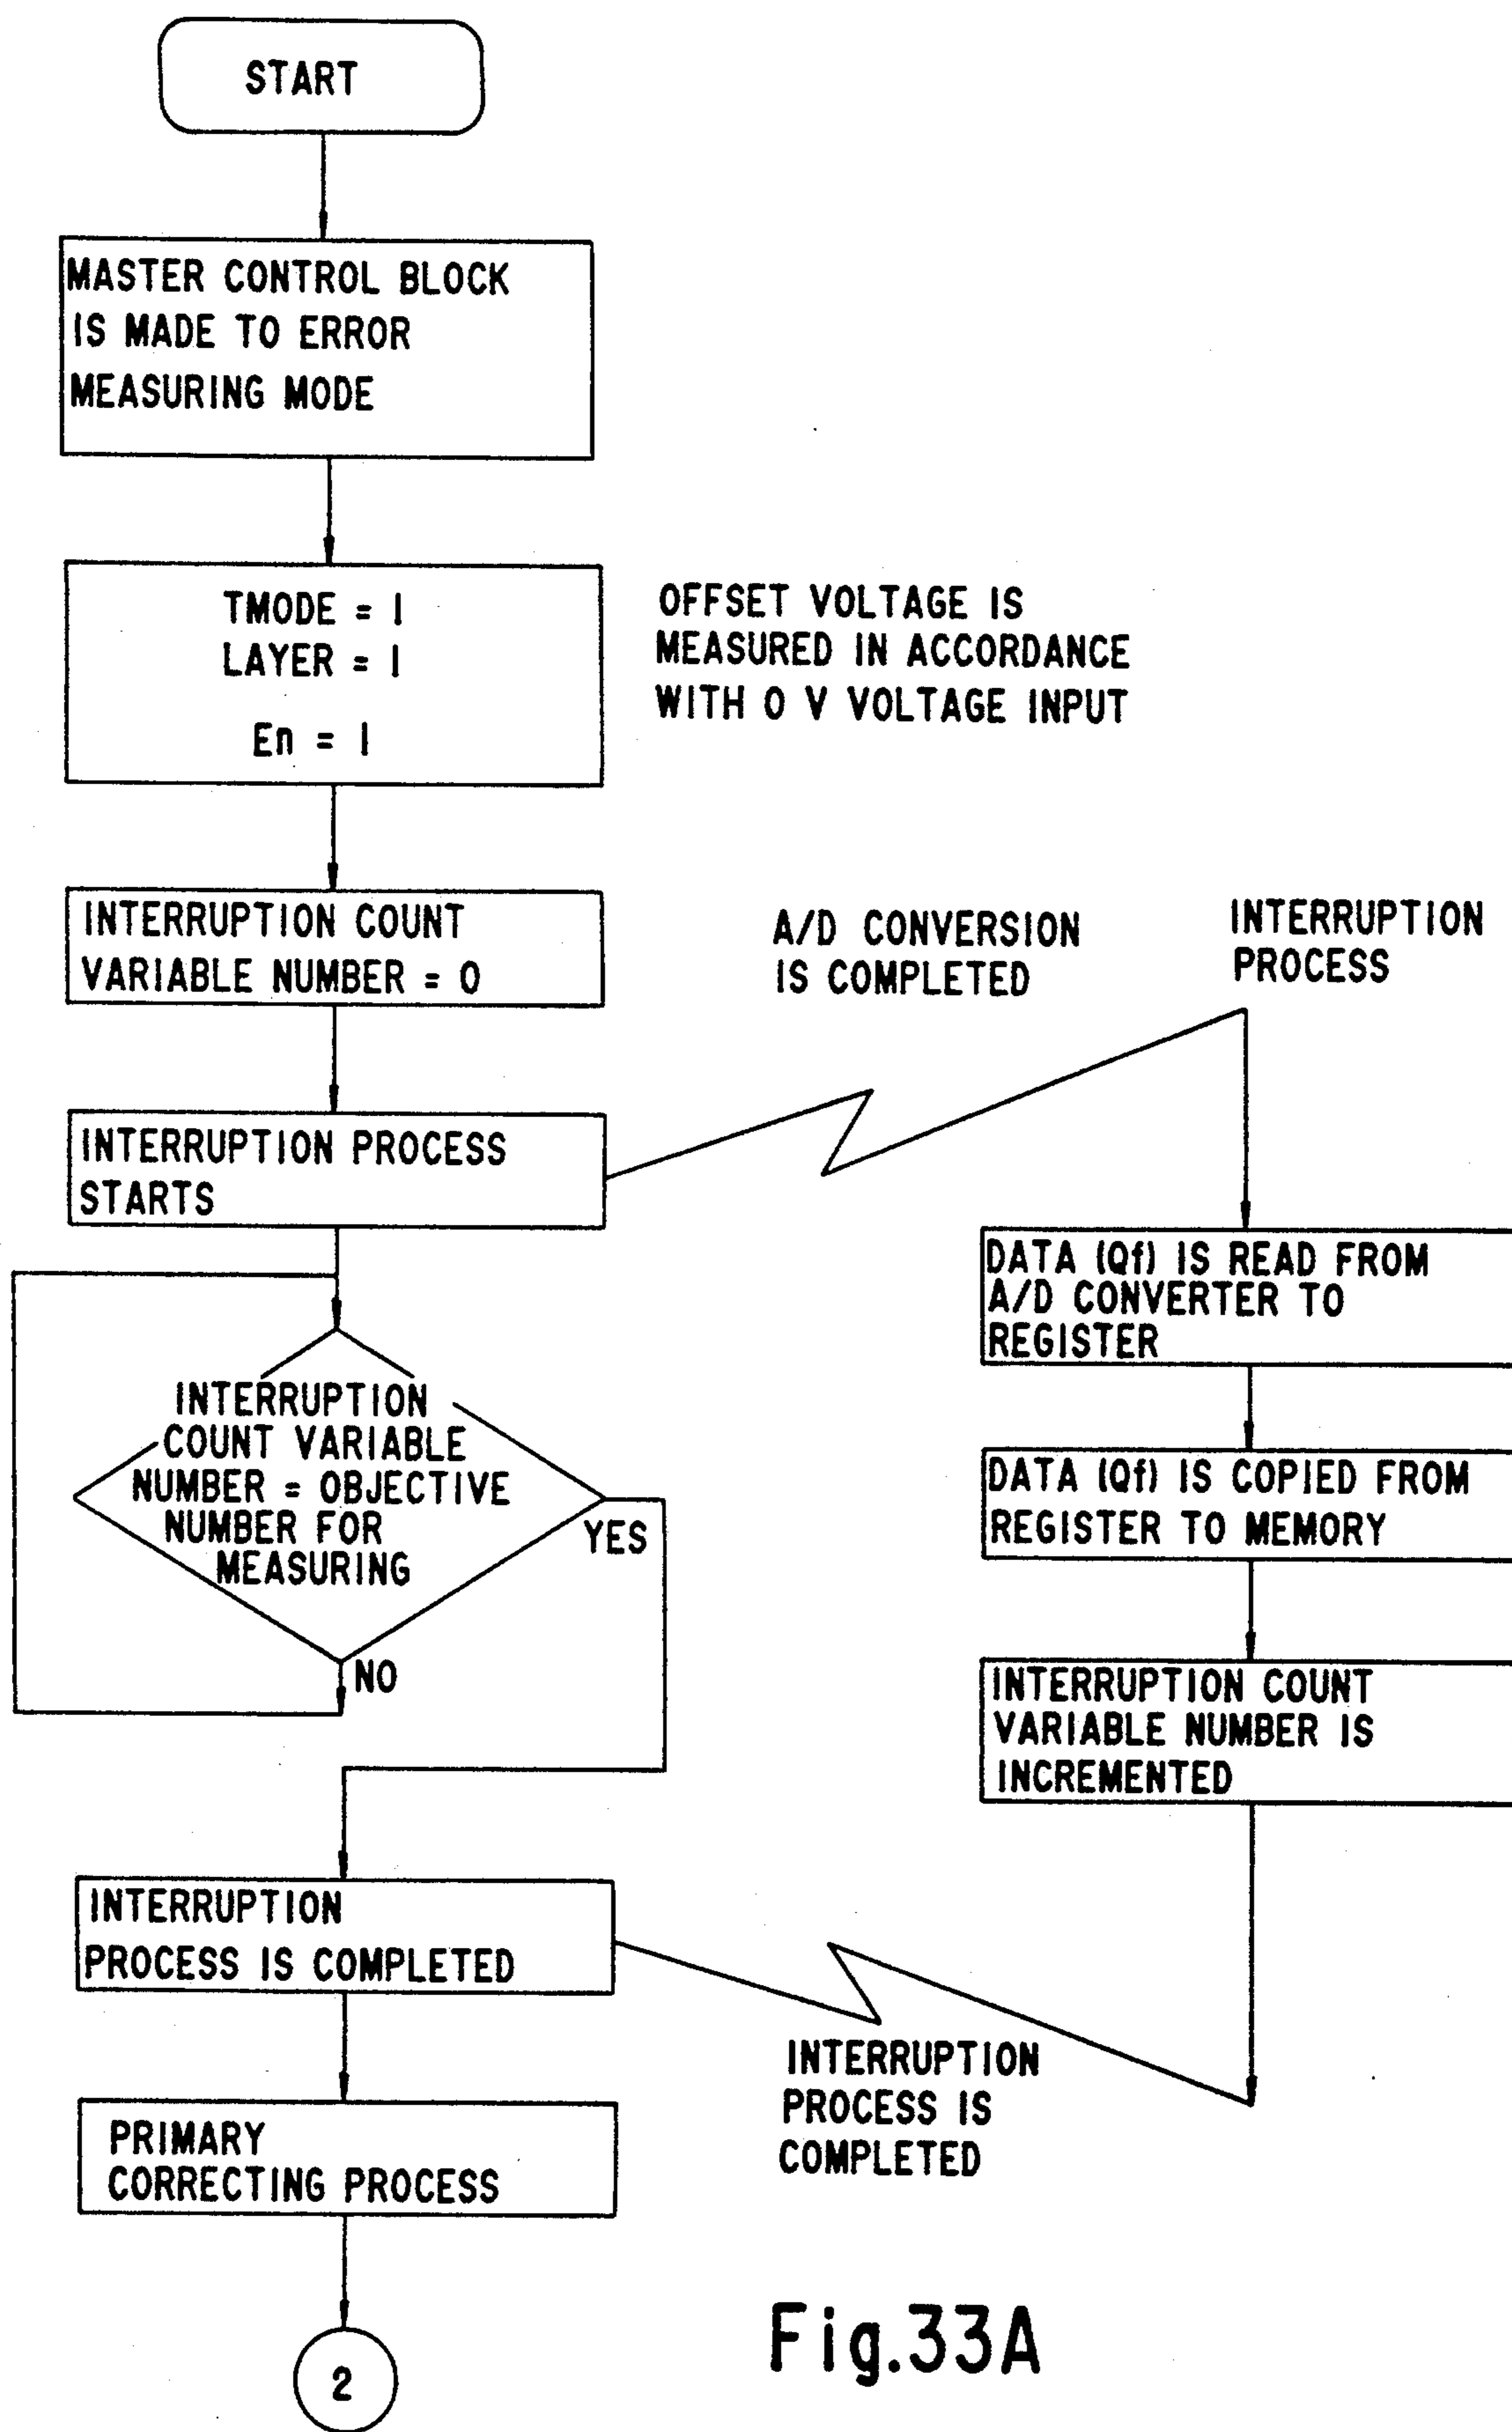 START
MASTER CONTROL BLOCK
IS MADE TO ERROR
MEASURING MODE
TMODE = 1
LAYER = 1
En = 1
OFFSET VOLTAGE IS
MEASURED IN ACCORDANCE
WITH 0 V VOLTAGE INPUT
INTERRUPTION COUNT
VARIABLE NUMBER = 0
A/D CONVERSION
IS COMPLETED
INTERRUPTION
PROCESS
INTERRUPTION PROCESS
STARTS
DATA (Qf) IS READ FROM
A/D CONVERTER TO
REGISTER
INTERRUPTION
COUNT VARIABLE
NUMBER = OBJECTIVE
NUMBER FOR
MEASURING
YES
NO
DATA (Qf) IS COPIED FROM
REGISTER TO MEMORY
INTERRUPTION COUNT
VARIABLE NUMBER IS
INCREMENTED
INTERRUPTION
PROCESS IS COMPLETED
INTERRUPTION
PROCESS IS
COMPLETED
PRIMARY
CORRECTING PROCESS
2
Fig.33A